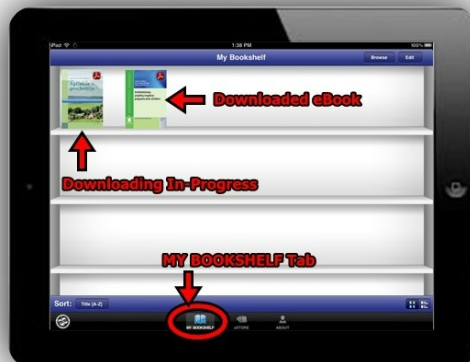 iPad
1:38 PM
100%
My Bookshelf
Browse
Edit
Downloaded eBook
Downloading In-Progress
MY BOOKSHELF Tab
Sort:
Title (A-Z)
MY BOOKSHELF
eSTORE
ABOUT